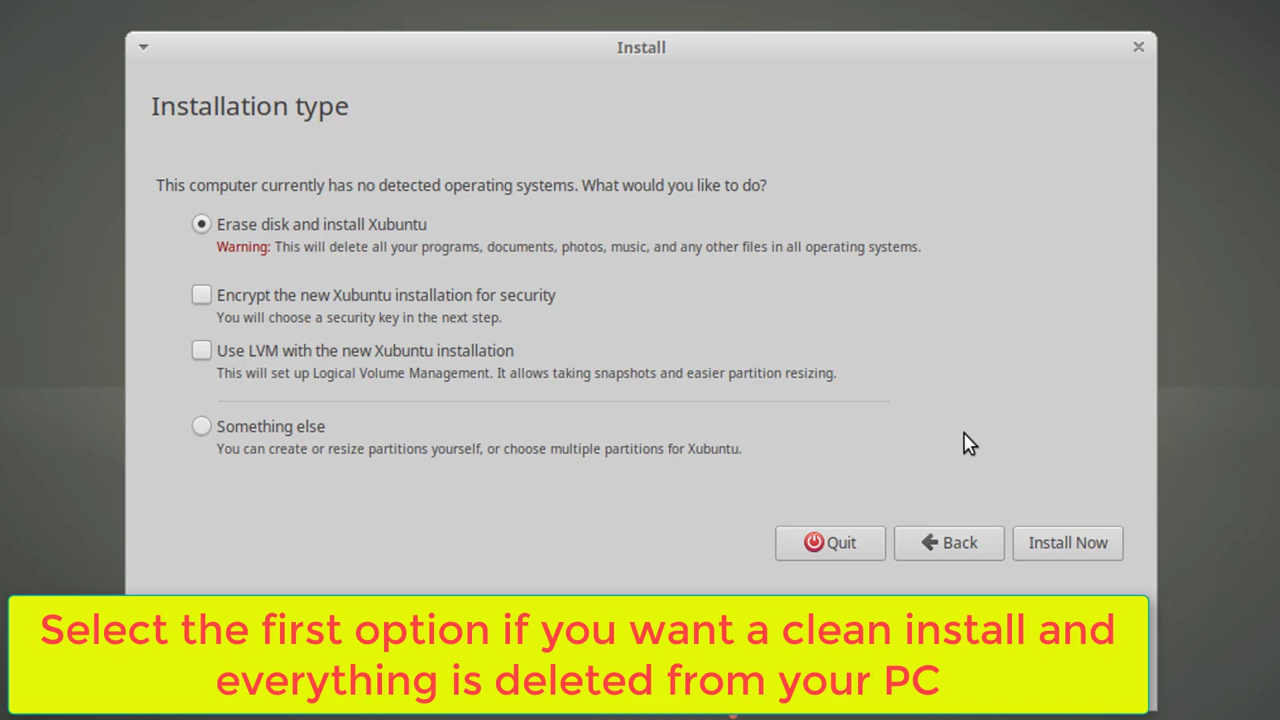 Install
Installation type
This computer currently has no detected operating systems. What would you like to do?
Erase disk and install Xubuntu
Warning: This will delete all your programs, documents, photos, music, and any other files in all operating systems.
Encrypt the new Xubuntu installation for security
You will choose a security key in the next step.
Use LVM with the new Xubuntu installation
This will set up Logical Volume Management. It allows taking snapshots and easier partition resizing.
Something else
You can create or resize partitions yourself, or choose multiple partitions for Xubuntu.
Quit Back Install Now
Select the first option if you want a clean install and
everything is deleted from your PC